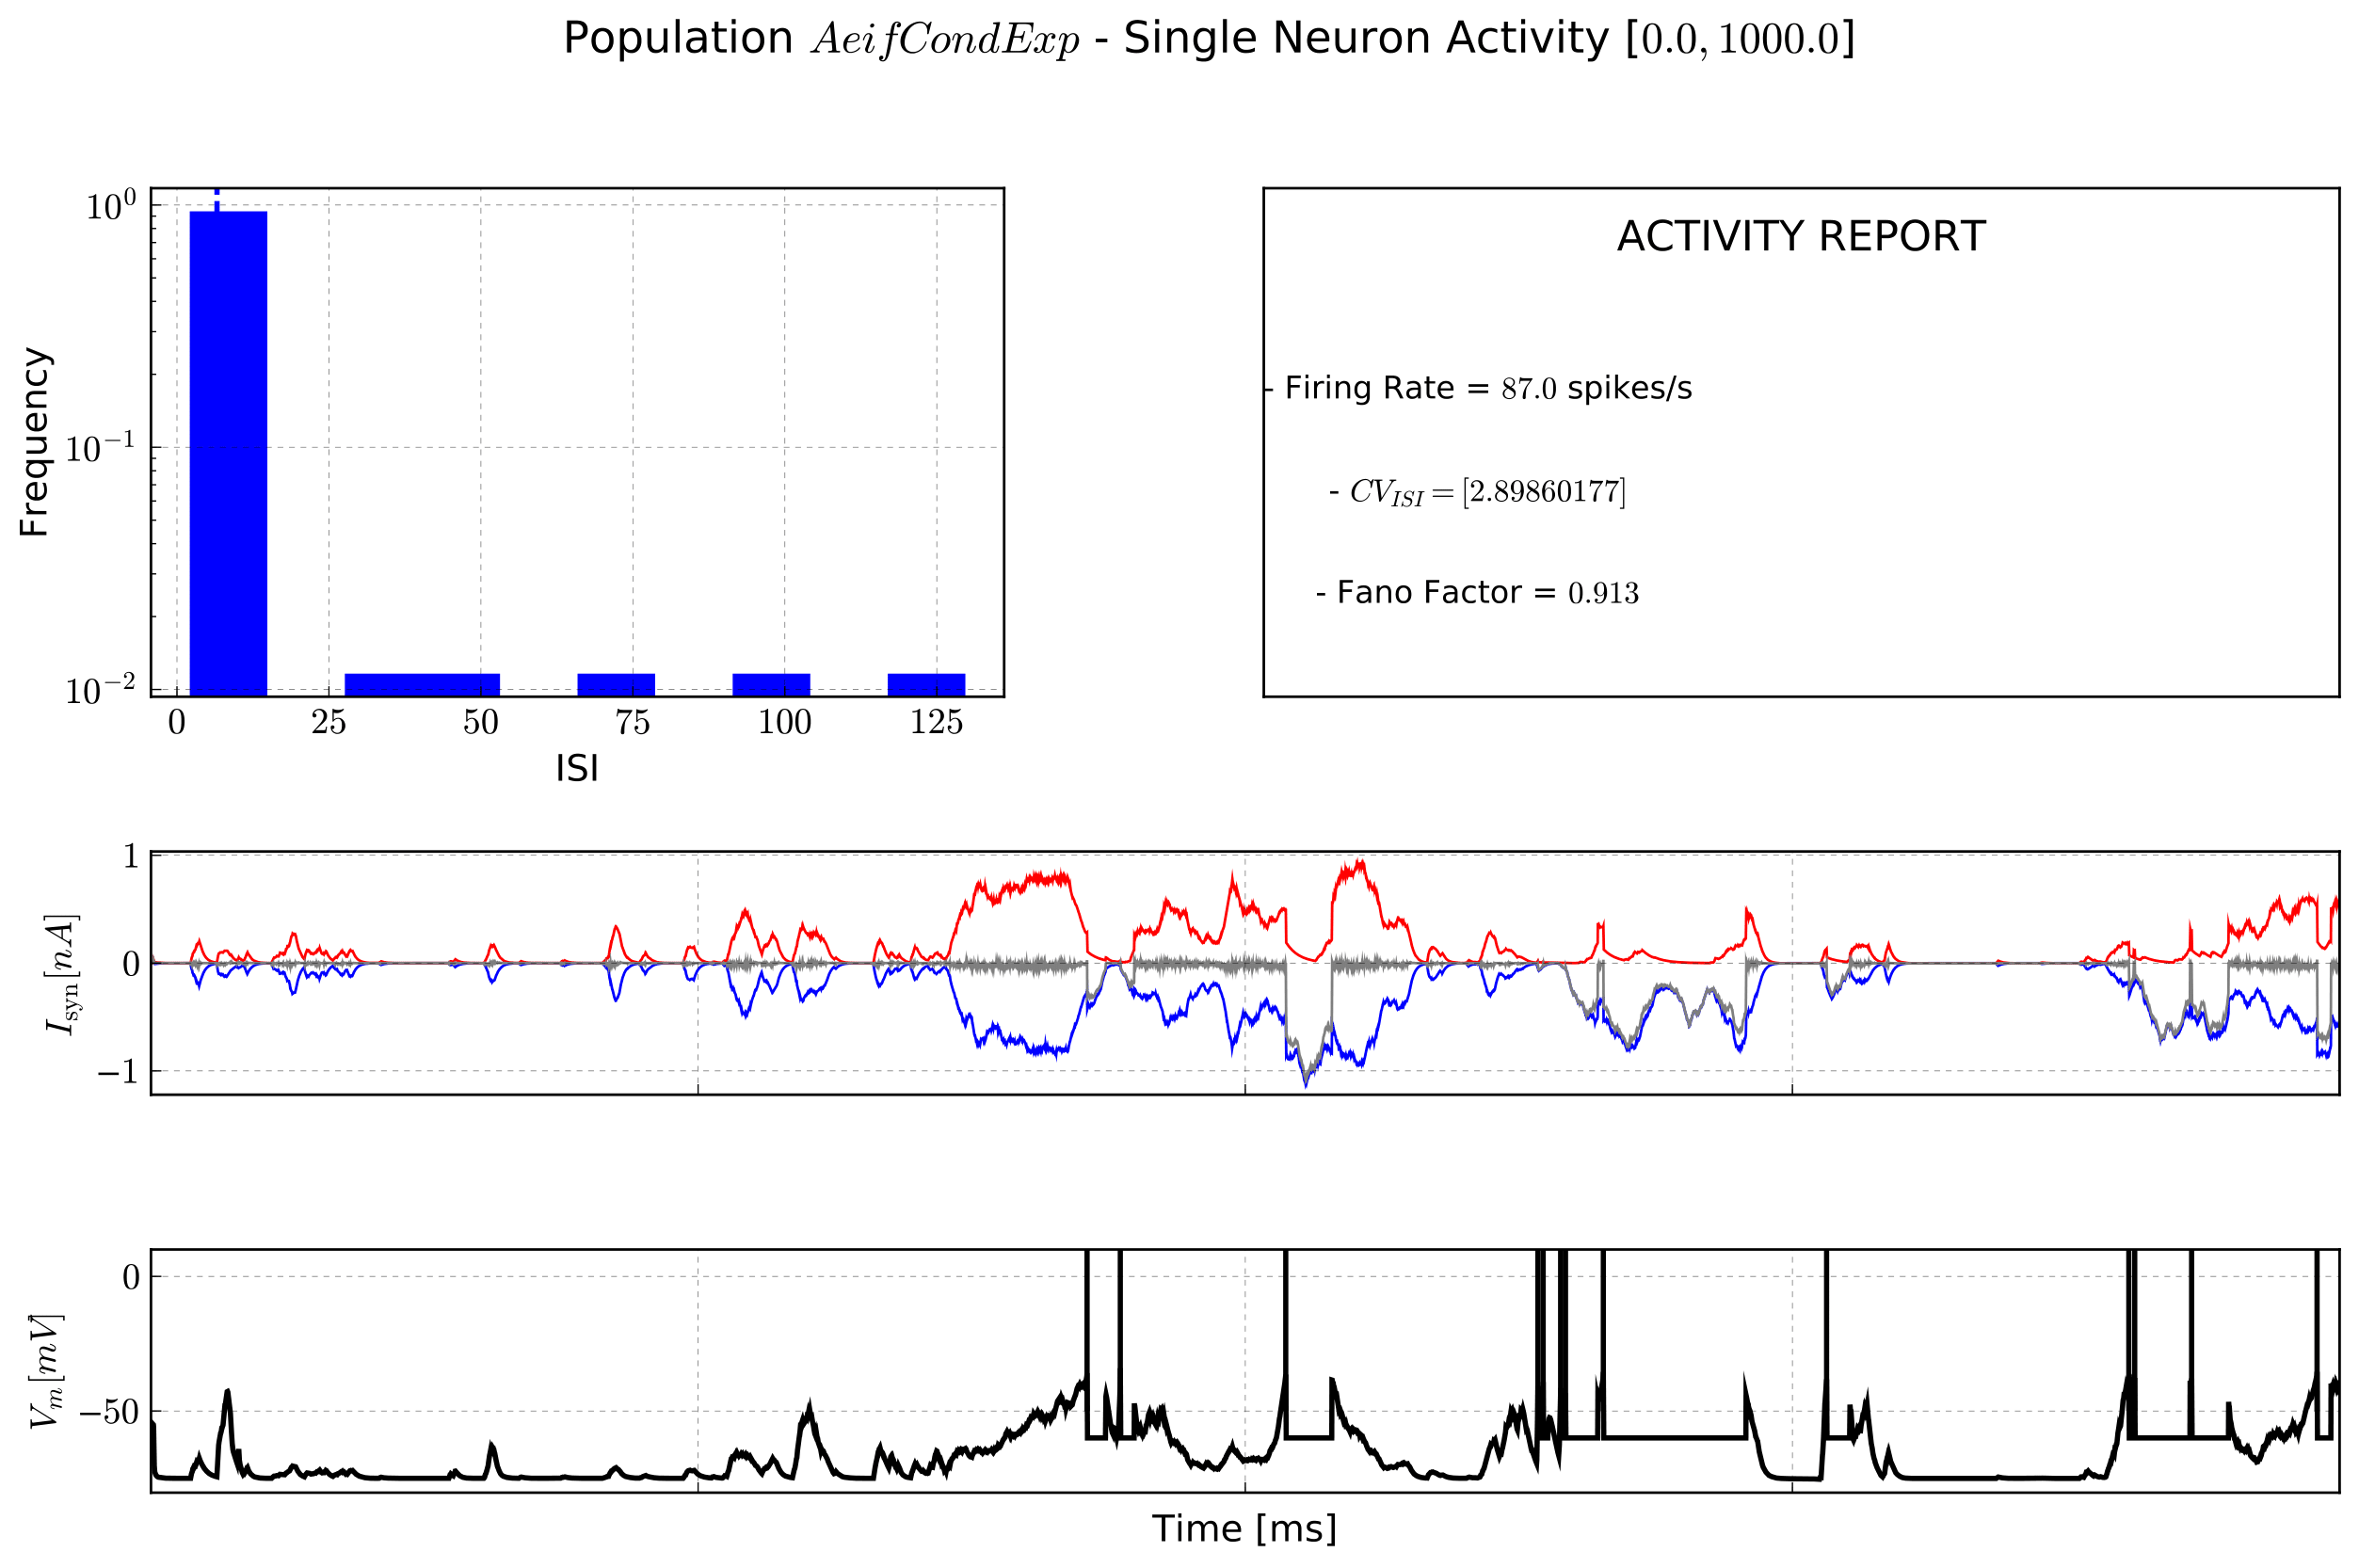 Population AeifCondExp - Single Neuron Activity [0.0, 1000.0]
10⁰
10⁻¹
10⁻²
Frequency
0 25 50 75 100 125
ISI
ACTIVITY REPORT
- Firing Rate = 87.0 spikes/s
- CV_ISI = [2.89860177]
- Fano Factor = 0.913
1
0
−1
I_syn [nA]
0
−50
V_m [mV]
Time [ms]